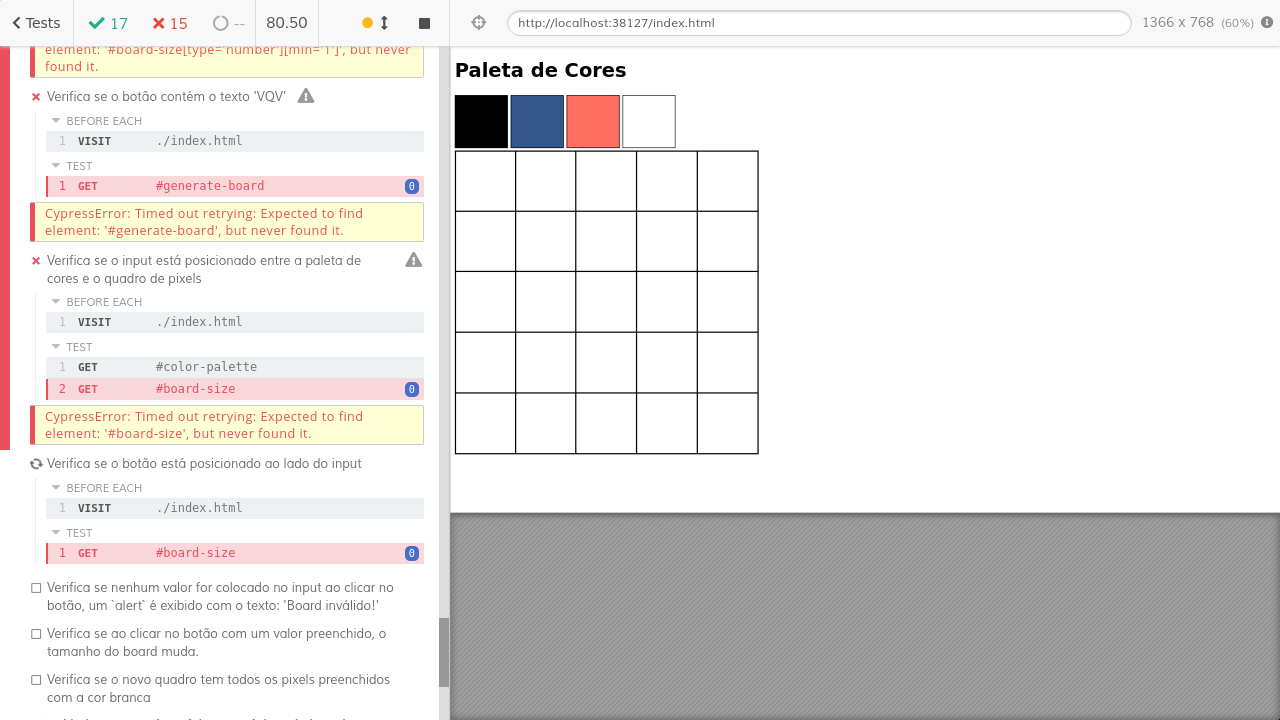 Tests 17 15 -- 80.50
http://localhost:38127/index.html 1366 x 768 (60%)
element: '#board-size[type='number'][min='1']', but never
found it.
Verifica se o botão contém o texto 'VQV'
BEFORE EACH
1 VISIT ./index.html
TEST
1 GET #generate-board 0
CypressError: Timed out retrying: Expected to find
element: '#generate-board', but never found it.
Verifica se o input está posicionado entre a paleta de
cores e o quadro de pixels
BEFORE EACH
1 VISIT ./index.html
TEST
1 GET #color-palette
2 GET #board-size 0
CypressError: Timed out retrying: Expected to find
element: '#board-size', but never found it.
Verifica se o botão está posicionado ao lado do input
BEFORE EACH
1 VISIT ./index.html
TEST
1 GET #board-size 0
Verifica se nenhum valor for colocado no input ao clicar no
botão, um `alert` é exibido com o texto: 'Board inválido!'
Verifica se ao clicar no botão com um valor preenchido, o
tamanho do board muda.
Verifica se o novo quadro tem todos os pixels preenchidos
com a cor branca
Paleta de Cores